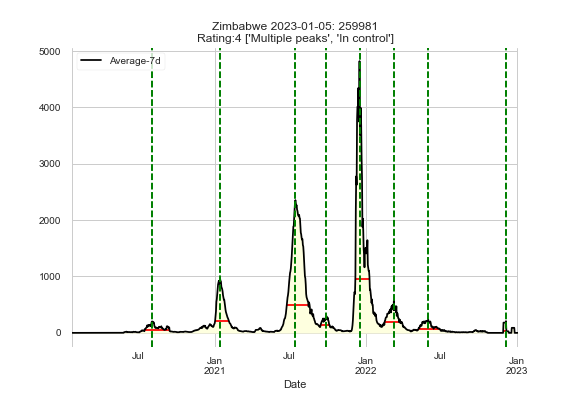 Zimbabwe 2023-01-05: 259981
Rating:4 ['Multiple peaks', 'In control']
Average-7d
5000
4000
3000
2000
1000
0
Jul
Jan
2021
Jul
Jan
2022
Jul
Jan
2023
Date